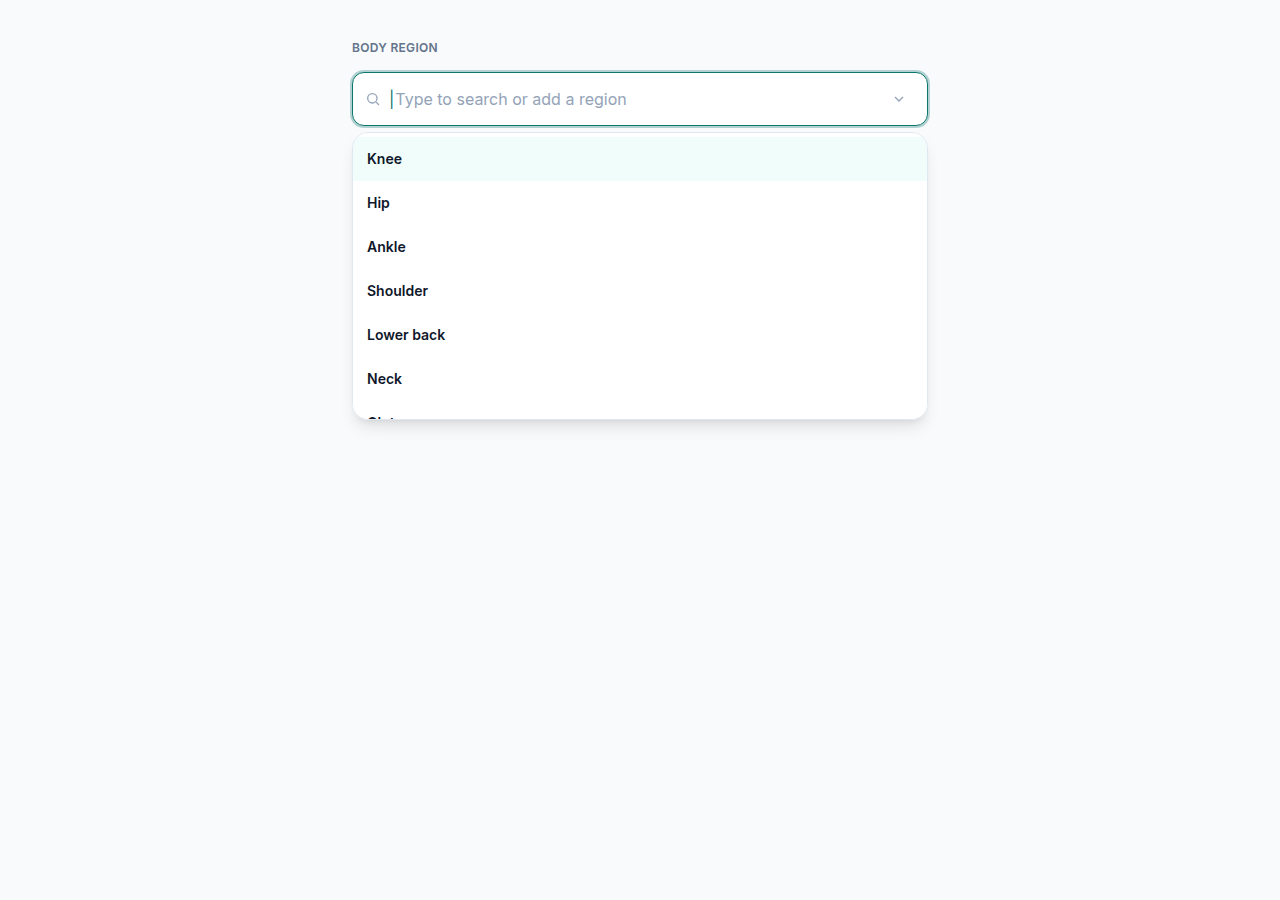 BODY REGION
Type to search or add a region
Knee
Hip
Ankle
Shoulder
Lower back
Neck